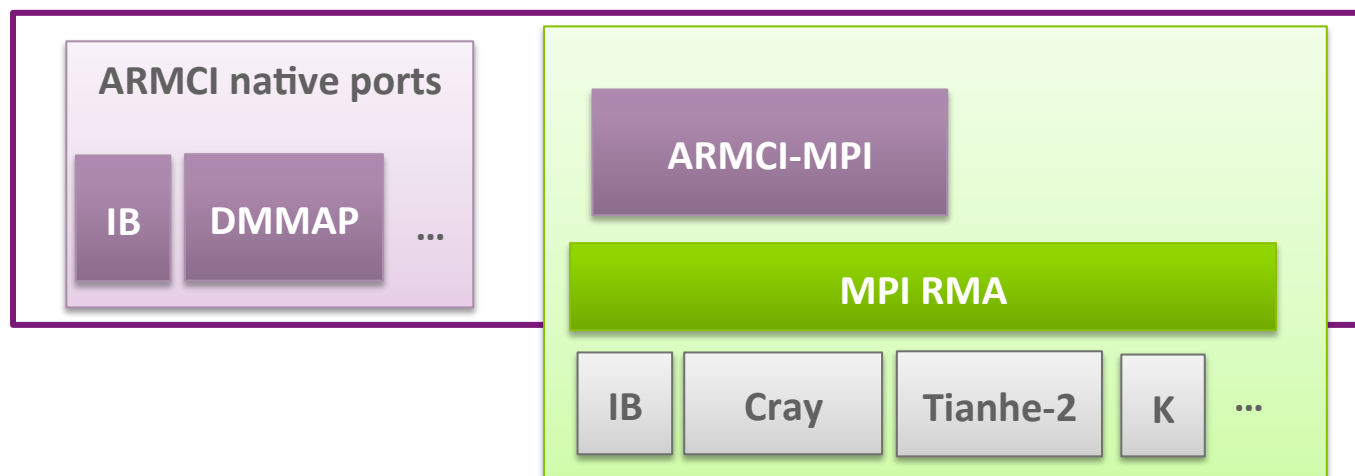 ARMCI native ports
IB
DMMAP
...
ARMCI-MPI
MPI RMA
IB
Cray
Tianhe-2
K
...